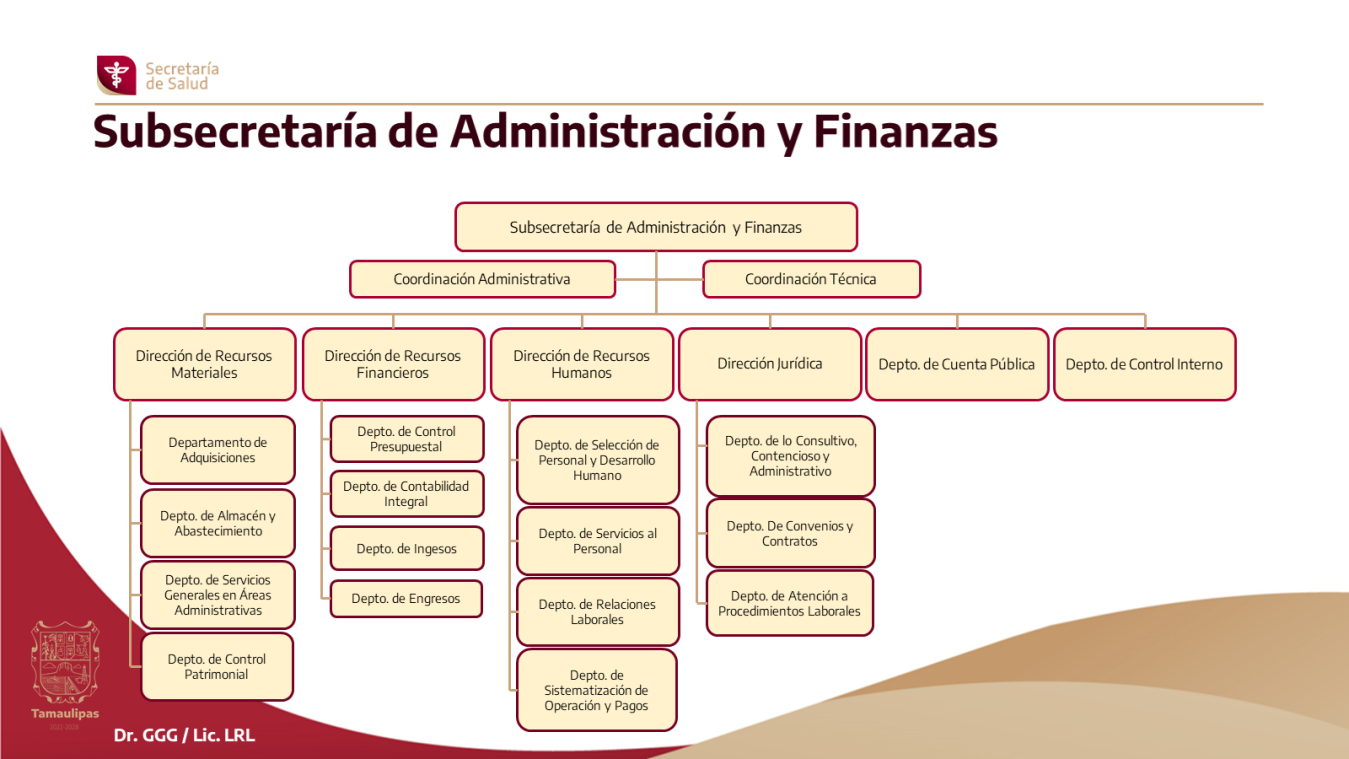 Secretaría
de Salud
Subsecretaría de Administración y Finanzas
Subsecretaría de Administración y Finanzas
Coordinación Administrativa
Coordinación Técnica
Dirección de Recursos
Materiales
Dirección de Recursos
Financieros
Dirección de Recursos
Humanos
Dirección Jurídica
Depto. de Cuenta Pública
Depto. de Control Interno
Departamento de
Adquisiciones
Depto. de Almacén y
Abastecimiento
Depto. de Servicios
Generales en Áreas
Administrativas
Depto. de Control
Patrimonial
Depto. de Control
Presupuestal
Depto. de Contabilidad
Integral
Depto. de Ingesos
Depto. de Engresos
Depto. de Selección de
Personal y Desarrollo
Humano
Depto. de Servicios al
Personal
Depto. de Relaciones
Laborales
Depto. de
Sistematización de
Operación y Pagos
Depto. de lo Consultivo,
Contencioso y
Administrativo
Depto. De Convenios y
Contratos
Depto. de Atención a
Procedimientos Laborales
Tamaulipas
Dr. GGG / Lic. LRL